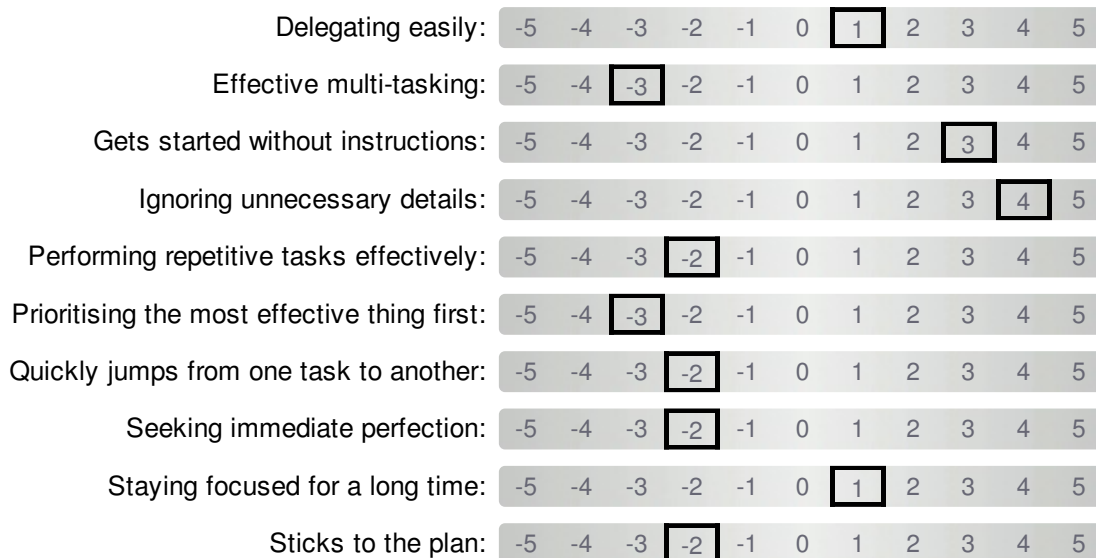 Delegating easily: -5 -4 -3 -2 -1 0 1 2 3 4 5
Effective multi-tasking: -5 -4 -3 -2 -1 0 1 2 3 4 5
Gets started without instructions: -5 -4 -3 -2 -1 0 1 2 3 4 5
Ignoring unnecessary details: -5 -4 -3 -2 -1 0 1 2 3 4 5
Performing repetitive tasks effectively: -5 -4 -3 -2 -1 0 1 2 3 4 5
Prioritising the most effective thing first: -5 -4 -3 -2 -1 0 1 2 3 4 5
Quickly jumps from one task to another: -5 -4 -3 -2 -1 0 1 2 3 4 5
Seeking immediate perfection: -5 -4 -3 -2 -1 0 1 2 3 4 5
Staying focused for a long time: -5 -4 -3 -2 -1 0 1 2 3 4 5
Sticks to the plan: -5 -4 -3 -2 -1 0 1 2 3 4 5